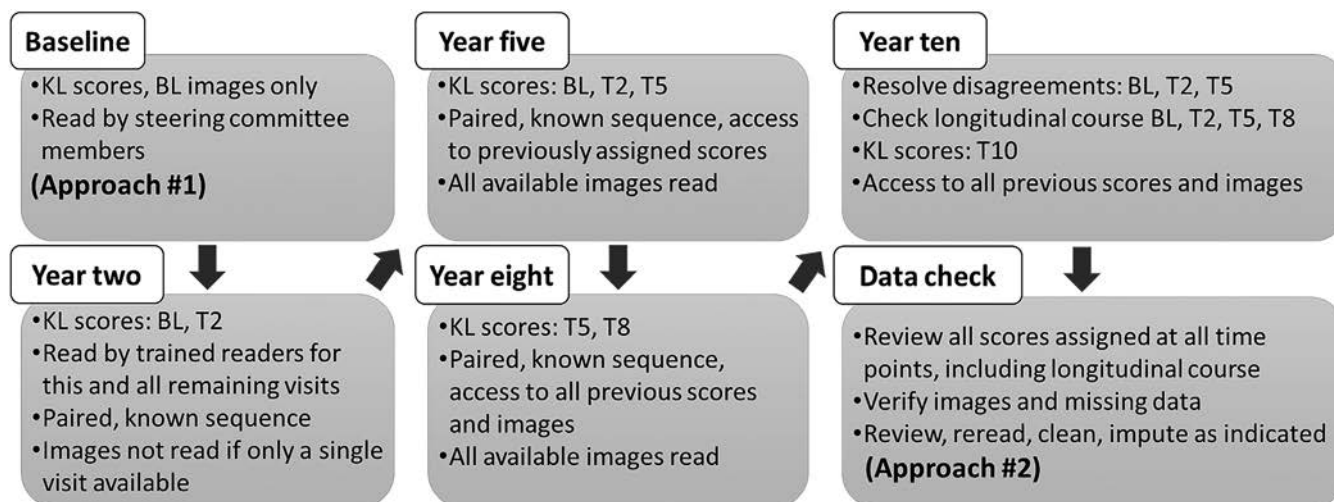 Baseline
•KL scores, BL images only
•Read by steering committee
members
(Approach #1)
Year two
•KL scores: BL, T2
•Read by trained readers for
this and all remaining visits
•Paired, known sequence
•Images not read if only a single
visit available
Year five
•KL scores: BL, T2, T5
•Paired, known sequence, access
to previously assigned scores
•All available images read
Year eight
•KL scores: T5, T8
•Paired, known sequence,
access to all previous scores
and images
•All available images read
Year ten
•Resolve disagreements: BL, T2, T5
•Check longitudinal course BL, T2, T5, T8
•KL scores: T10
•Access to all previous scores and images
Data check
•Review all scores assigned at all time
points, including longitudinal course
•Verify images and missing data
•Review, reread, clean, impute as indicated
(Approach #2)